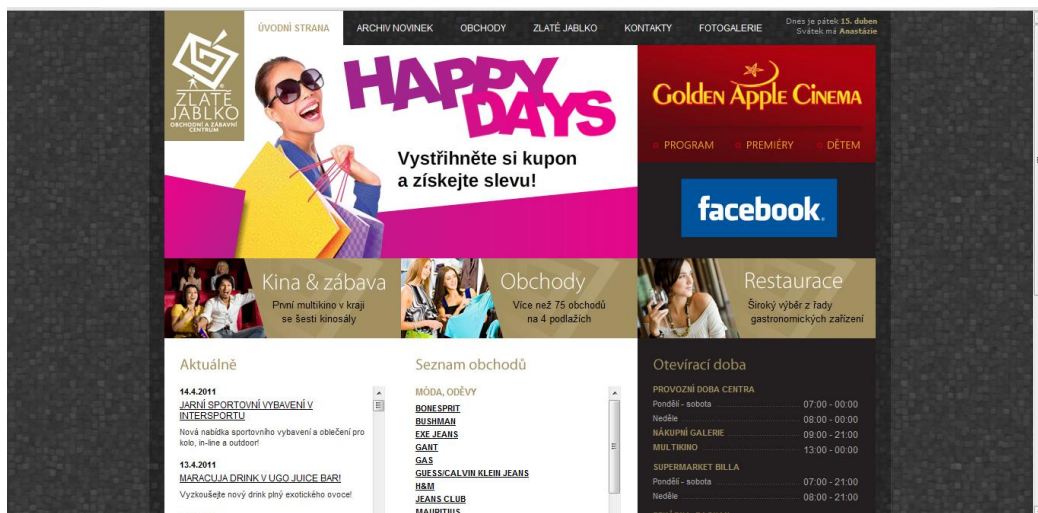 ZLATÉ
JABLKO
OBCHODNÍ A ZÁBAVNÍ
CENTRUM
ÚVODNÍ STRANA
ARCHIV NOVINEK
OBCHODY
ZLATÉ JABLKO
KONTAKTY
FOTOGALERIE
Dnes je pátek 15. duben
Svátek má Anastázie
HAPPY
DAYS
Vystřihněte si kupon
a získejte slevu!
GOLDEN APPLE CINEMA
PROGRAM
PREMIÉRY
DĚTEM
facebook.
Kina & zábava
První multikino v kraji
se šesti kinosály
Obchody
Více než 75 obchodů
na 4 podlažích
Restaurace
Široký výběr z řady
gastronomických zařízení
Aktuálně
14.4.2011
JARNÍ SPORTOVNÍ VYBAVENÍ V
INTERSPORTU
Nová nabídka sportovního vybavení a oblečení pro
kolo, in-line a outdoor!
13.4.2011
MARACUJA DRINK V UGO JUICE BAR!
Vyzkoušejte nový drink plný exotického ovoce!
Seznam obchodů
MÓDA, ODĚVY
BONESPRIT
BUSHMAN
EXE JEANS
GANT
GAS
GUESS/CALVIN KLEIN JEANS
H&M
JEANS CLUB
MAURITIUS
Otevírací doba
PROVOZNÍ DOBA CENTRA
Pondělí - sobota 07:00 - 00:00
Neděle 08:00 - 00:00
NÁKUPNÍ GALERIE 09:00 - 21:00
MULTIKINO 13:00 - 00:00
SUPERMARKET BILLA
Pondělí - sobota 07:00 - 21:00
Neděle 08:00 - 21:00